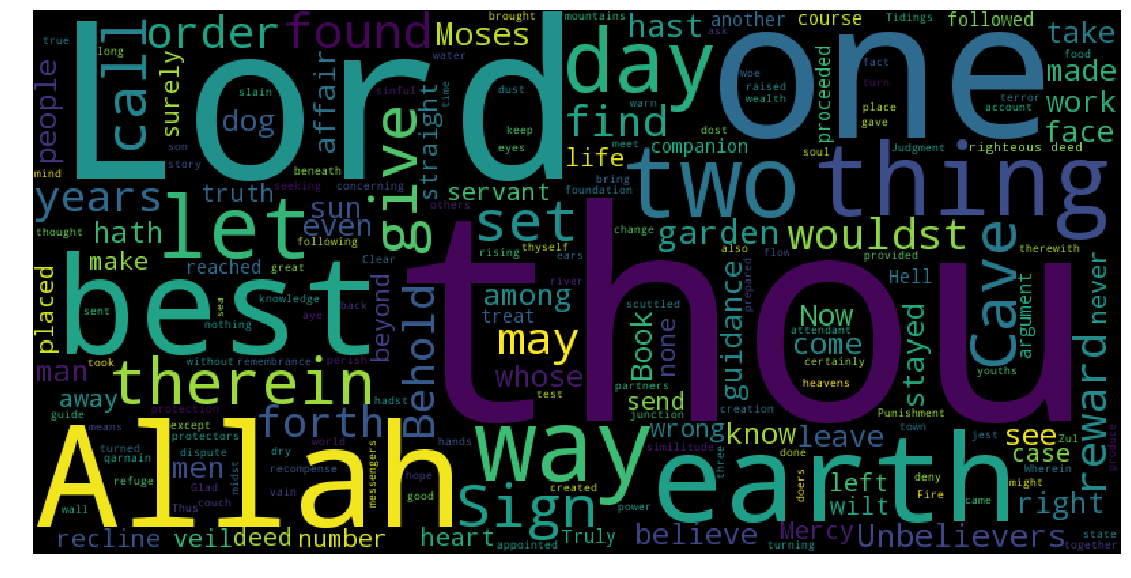 Lord
one
thou
Allah
best
thing
earth
way
day
two
let
give
call
found
order
Moses
hast
another
course
Tidings
followed
take
made
work
face
mountains
brought
water
true
long
people
surely
mind
son
story
slain
dog
affair
sinful
time
dust
warn
keep
eyes
ask
Woe
raised
wealth
proceeded
fact
turn
place
gave
terror
account
righteous deed
Judgment
soul
dost
meet
find
companion
life
bring
foundation
straight
beneath
seeking
concerning
others
truth
years
servant
sun
even
following
hath
thought
make
reached
great
Clear
set
rising
thyself
ears
change
also
garden
flow
provided
wouldst
therewith
Hell
Cave
never
reward
argument
placed
sent
knowledge
sea
nothing
aye
back
beyond
Behold
among
treat
river
may
whose
test
scuttled
Book
none
guidance
prepared
Now
attendant
come
certainly
heavens
stayed
youths
man
took
therein
without
remembrance
perish
partners
junction
send
creation
Punishment
town
away
guide
means
protection
except
protectors
hadst
forth
wrong
similitude
know
done
leave
see
jest
Zul
case
produce
turned
qarnain
dispute
men
refuge
wall
Glad
Thus
couch
vain
world
recompense
dry
midst
messengers
hope
good
hands
created
power
Sign
three
doers
left
wilt
deny
Fire
might
Wherein
came
right
recline
veil
deed
number
heart
appointed
Truly
turning
believe
Mercy
Unbelievers
state
together